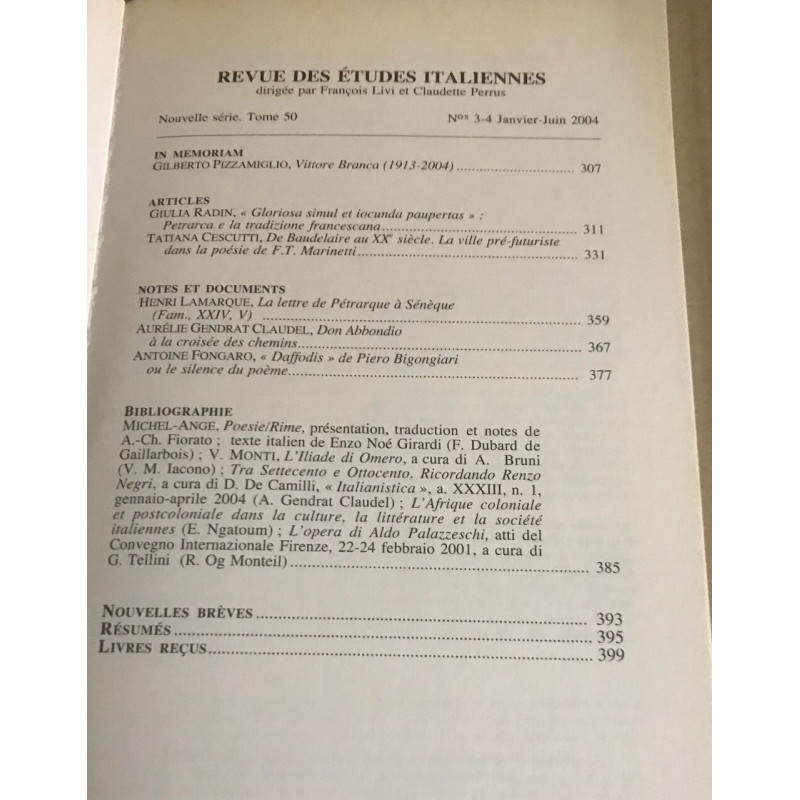 REVUE DES ÉTUDES ITALIENNES
dirigée par François Livi et Claudette Perrus
Nouvelle série. Tome 50 Nos 3-4 Janvier-Juin 2004
IN MEMORIAM
GILBERTO PIZZAMIGLIO, Vittore Branca (1913-2004) ........ 307
ARTICLES
GIULIA RADIN, « Gloriosa simul et iocunda paupertas » :
Petrarca e la tradizione francescana ........ 311
TATIANA CESCUTTI, De Baudelaire au XXe siècle. La ville pré-futuriste
dans la poésie de F.T. Marinetti ........ 331
NOTES ET DOCUMENTS
HENRI LAMARQUE, La lettre de Pétrarque à Sénèque
(Fam., XXIV, V) ........ 359
AURÉLIE GENDRAT CLAUDEL, Don Abbondio
à la croisée des chemins ........ 367
ANTOINE FONGARO, « Daffodis » de Piero Bigongiari
ou le silence du poème ........ 377
BIBLIOGRAPHIE
MICHEL-ANGE, Poesie/Rime, présentation, traduction et notes de
A.-Ch. Fiorato ; texte italien de Enzo Noé Girardi (F. Dubard de
Gaillarbois) ; V. MONTI, L'Iliade di Omero, a cura di A. Bruni
(V. M. Iacono) ; Tra Settecento e Ottocento. Ricordando Renzo
Negri, a cura di D. De Camilli, « Italianistica », a. XXXIII, n. 1,
gennaio-aprile 2004 (A. Gendrat Claudel) ; L'Afrique coloniale
et postcoloniale dans la culture, la littérature et la société
italiennes (E. Ngatoum) ; L'opera di Aldo Palazzeschi, atti del
Convegno Internazionale Firenze, 22-24 febbraio 2001, a cura di
G. Tellini (R. Og Monteil) ........ 385
NOUVELLES BRÈVES ........ 393
RÉSUMÉS ........ 395
LIVRES REÇUS ........ 399